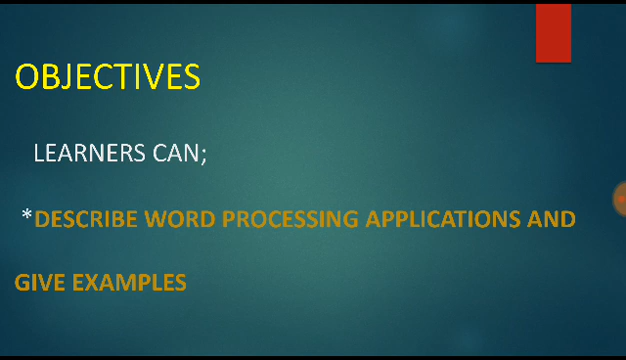 OBJECTIVES
LEARNERS CAN;
*DESCRIBE WORD PROCESSING APPLICATIONS AND
GIVE EXAMPLES